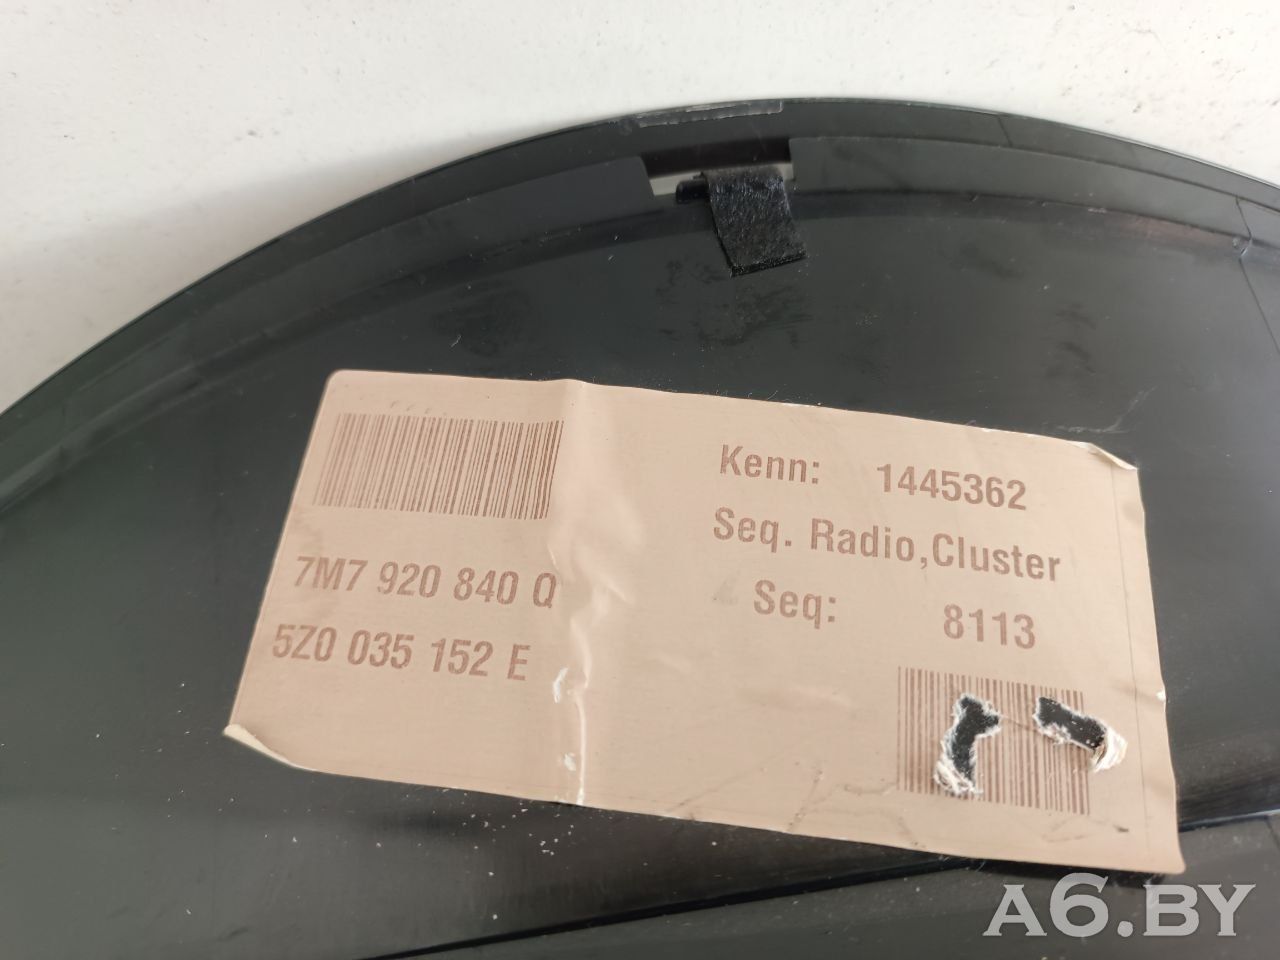 7M7 920 840 Q
5Z0 035 152 E
Kenn: 1445362
Seq. Radio,Cluster
Seq: 8113
A6.BY